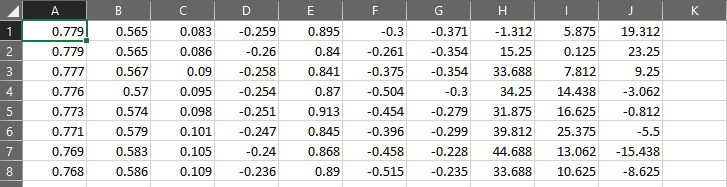 A B C D E F G H I J K
1 0.779 0.565 0.083 -0.259 0.895 -0.3 -0.371 -1.312 5.875 19.312
2 0.779 0.565 0.086 -0.26 0.84 -0.261 -0.354 15.25 0.125 23.25
3 0.777 0.567 0.09 -0.258 0.841 -0.375 -0.354 33.688 7.812 9.25
4 0.776 0.57 0.095 -0.254 0.87 -0.504 -0.3 34.25 14.438 -3.062
5 0.773 0.574 0.098 -0.251 0.913 -0.454 -0.279 31.875 16.625 -0.812
6 0.771 0.579 0.101 -0.247 0.845 -0.396 -0.299 39.812 25.375 -5.5
7 0.769 0.583 0.105 -0.24 0.868 -0.458 -0.228 44.688 13.062 -15.438
8 0.768 0.586 0.109 -0.236 0.89 -0.515 -0.235 33.688 10.625 -8.625